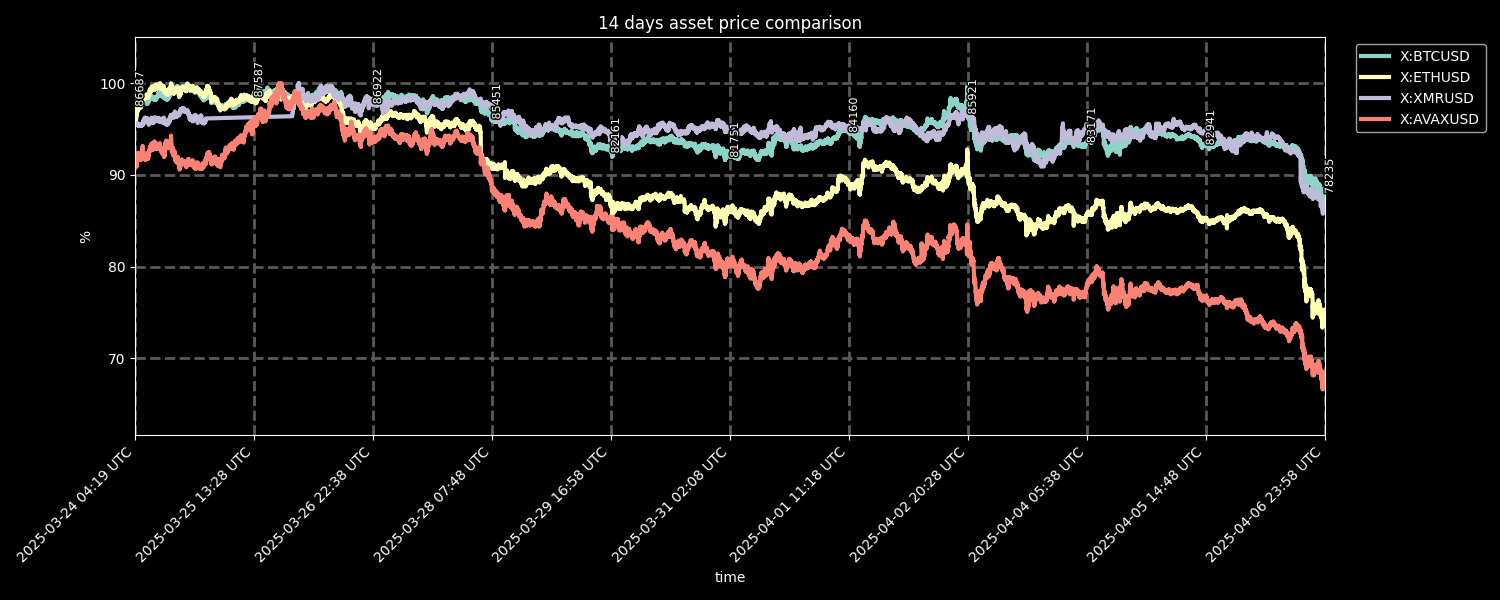 14 days asset price comparison
X:BTCUSD
X:ETHUSD
X:XMRUSD
X:AVAXUSD
100
90
80
70
%
86687
87587
86922
85451
82161
81751
84160
85921
83171
82941
78235
2025-03-24 04:19 UTC
2025-03-25 13:28 UTC
2025-03-26 22:38 UTC
2025-03-28 07:48 UTC
2025-03-29 16:58 UTC
2025-03-31 02:08 UTC
2025-04-01 11:18 UTC
2025-04-02 20:28 UTC
2025-04-04 05:38 UTC
2025-04-05 14:48 UTC
2025-04-06 23:58 UTC
time